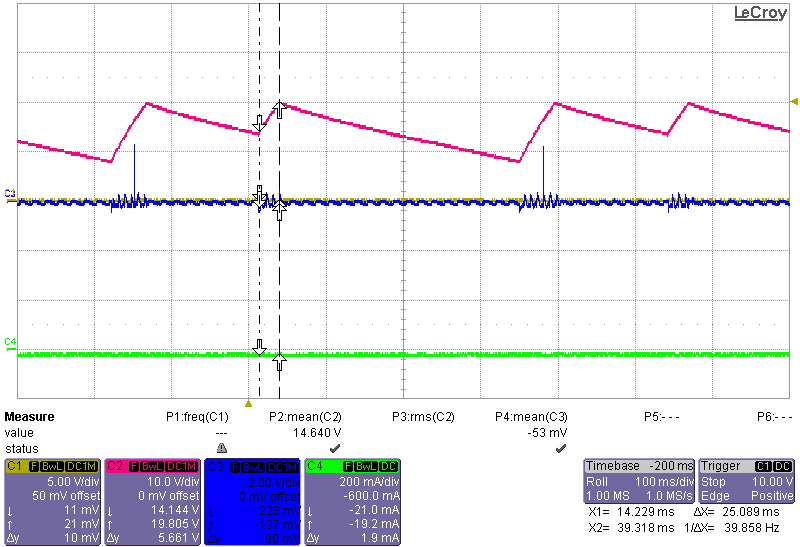 LeCroy
C1
C4
Measure P1:freq(C1) P2:mean(C2) P3:rms(C2) P4:mean(C3) P5:- - - P6:- - -
value --- 14.640 V -53 mV
status
C1 F BwL DC1M C2 F BwL DC1M C3 F BwL DC1M C4 F BwL DC Timebase -200 ms Trigger C1 DC
5.00 V/div 10.0 V/div 2.00 V/div 200 mA/div Roll 100 ms/div Stop 10.00 V
50 mV offset 0 mV offset 0 mV offset -600.0 mA 1.00 MS 1.0 MS/s Edge Positive
↓ 11 mV ↓ 14.144 V ↓ -228 mV ↓ -21.0 mA X1= 14.229 ms ΔX= 25.089 ms
↑ 21 mV ↑ 19.805 V ↑ -137 mV ↑ -19.2 mA X2= 39.318 ms 1/ΔX= 39.858 Hz
Δy 10 mV Δy 5.661 V Δy 90 mV Δy 1.9 mA